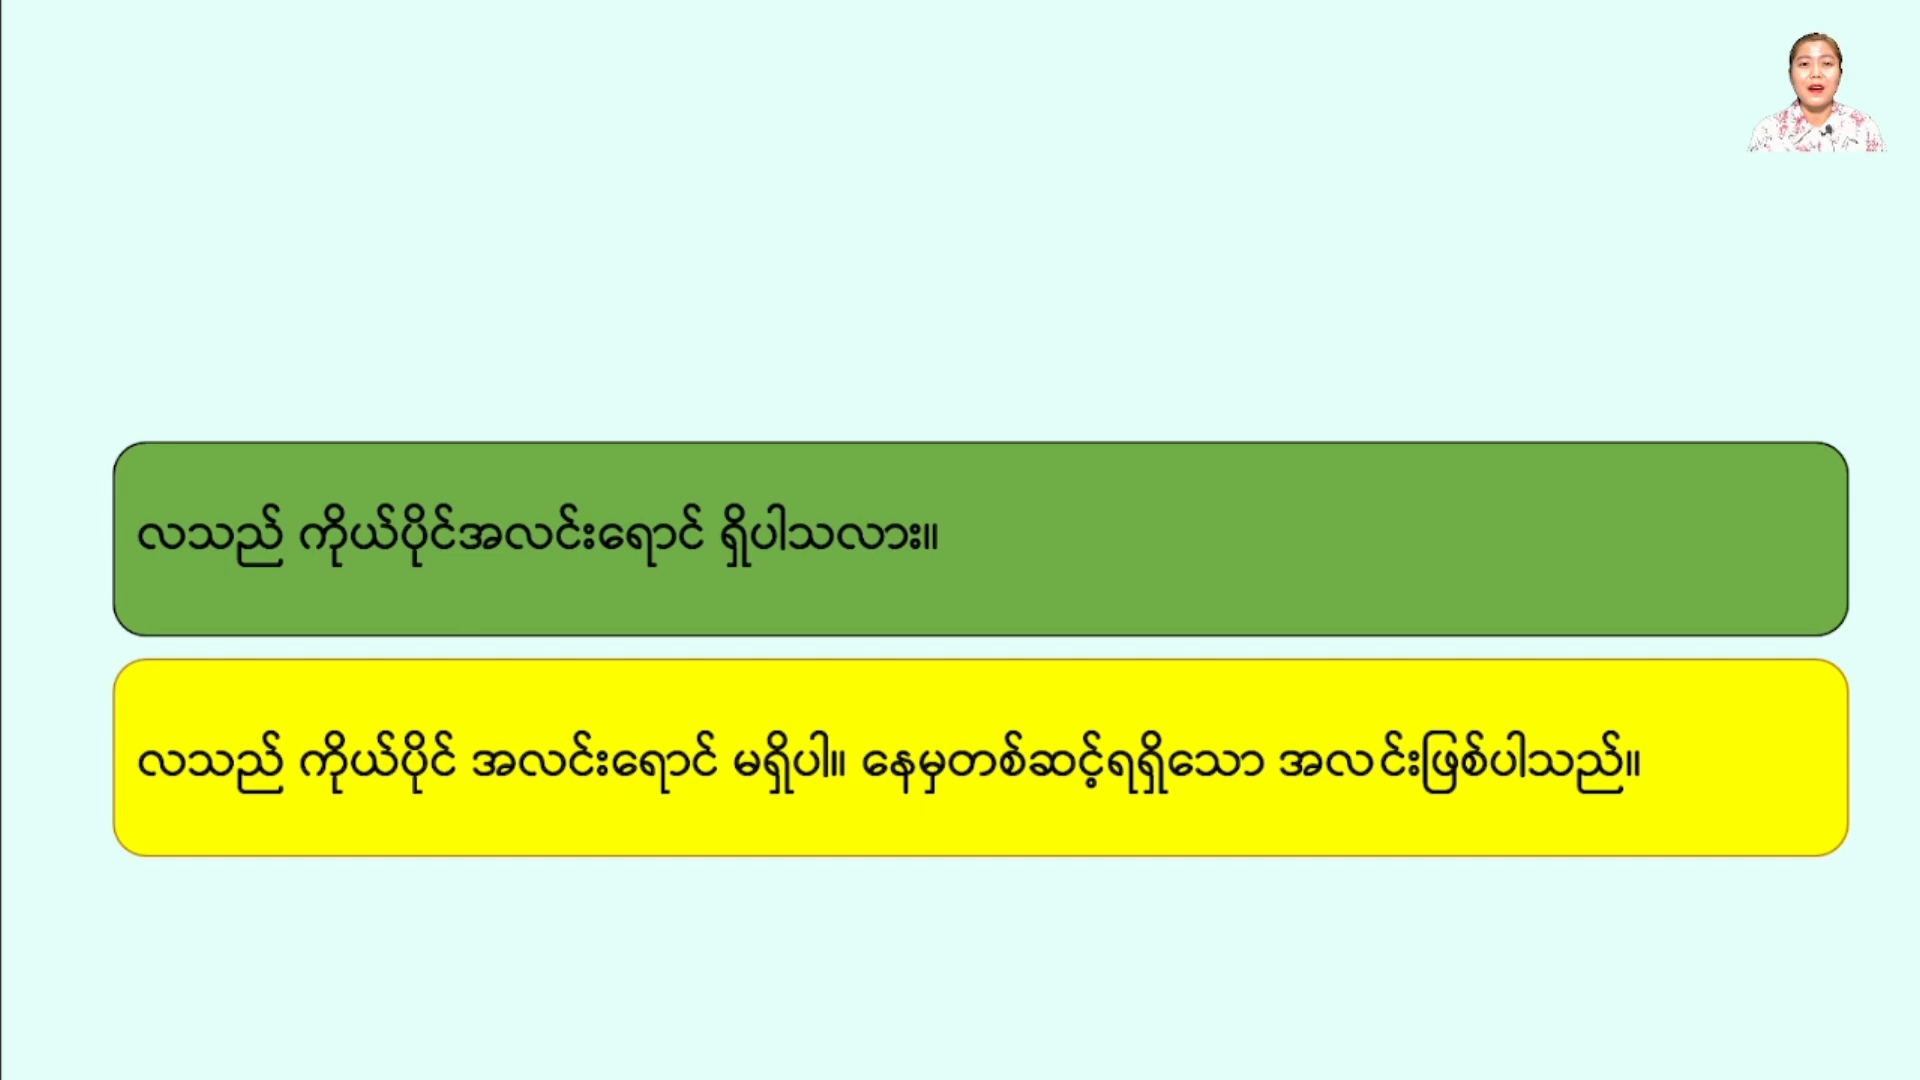 လသည် ကိုယ်ပိုင်အလင်းရောင် ရှိပါသလား။
လသည် ကိုယ်ပိုင် အလင်းရောင် မရှိပါ။ နေမှတစ်ဆင့်ရရှိသော အလင်းဖြစ်ပါသည်။